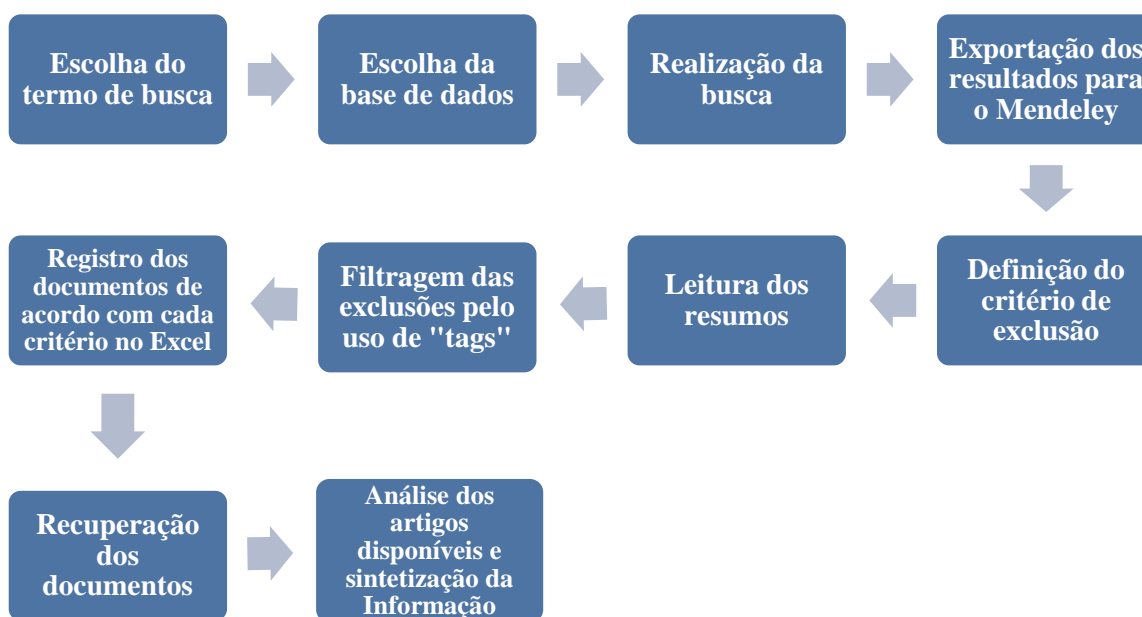 Escolha do
termo de busca
Escolha da
base de dados
Realização da
busca
Exportação dos
resultados para
o Mendeley
Definição do
critério de
exclusão
Leitura dos
resumos
Filtragem das
exclusões pelo
uso de "tags"
Registro dos
documentos de
acordo com cada
critério no Excel
Recuperação
dos
documentos
Análise dos
artigos
disponíveis e
sintetização da
Informação